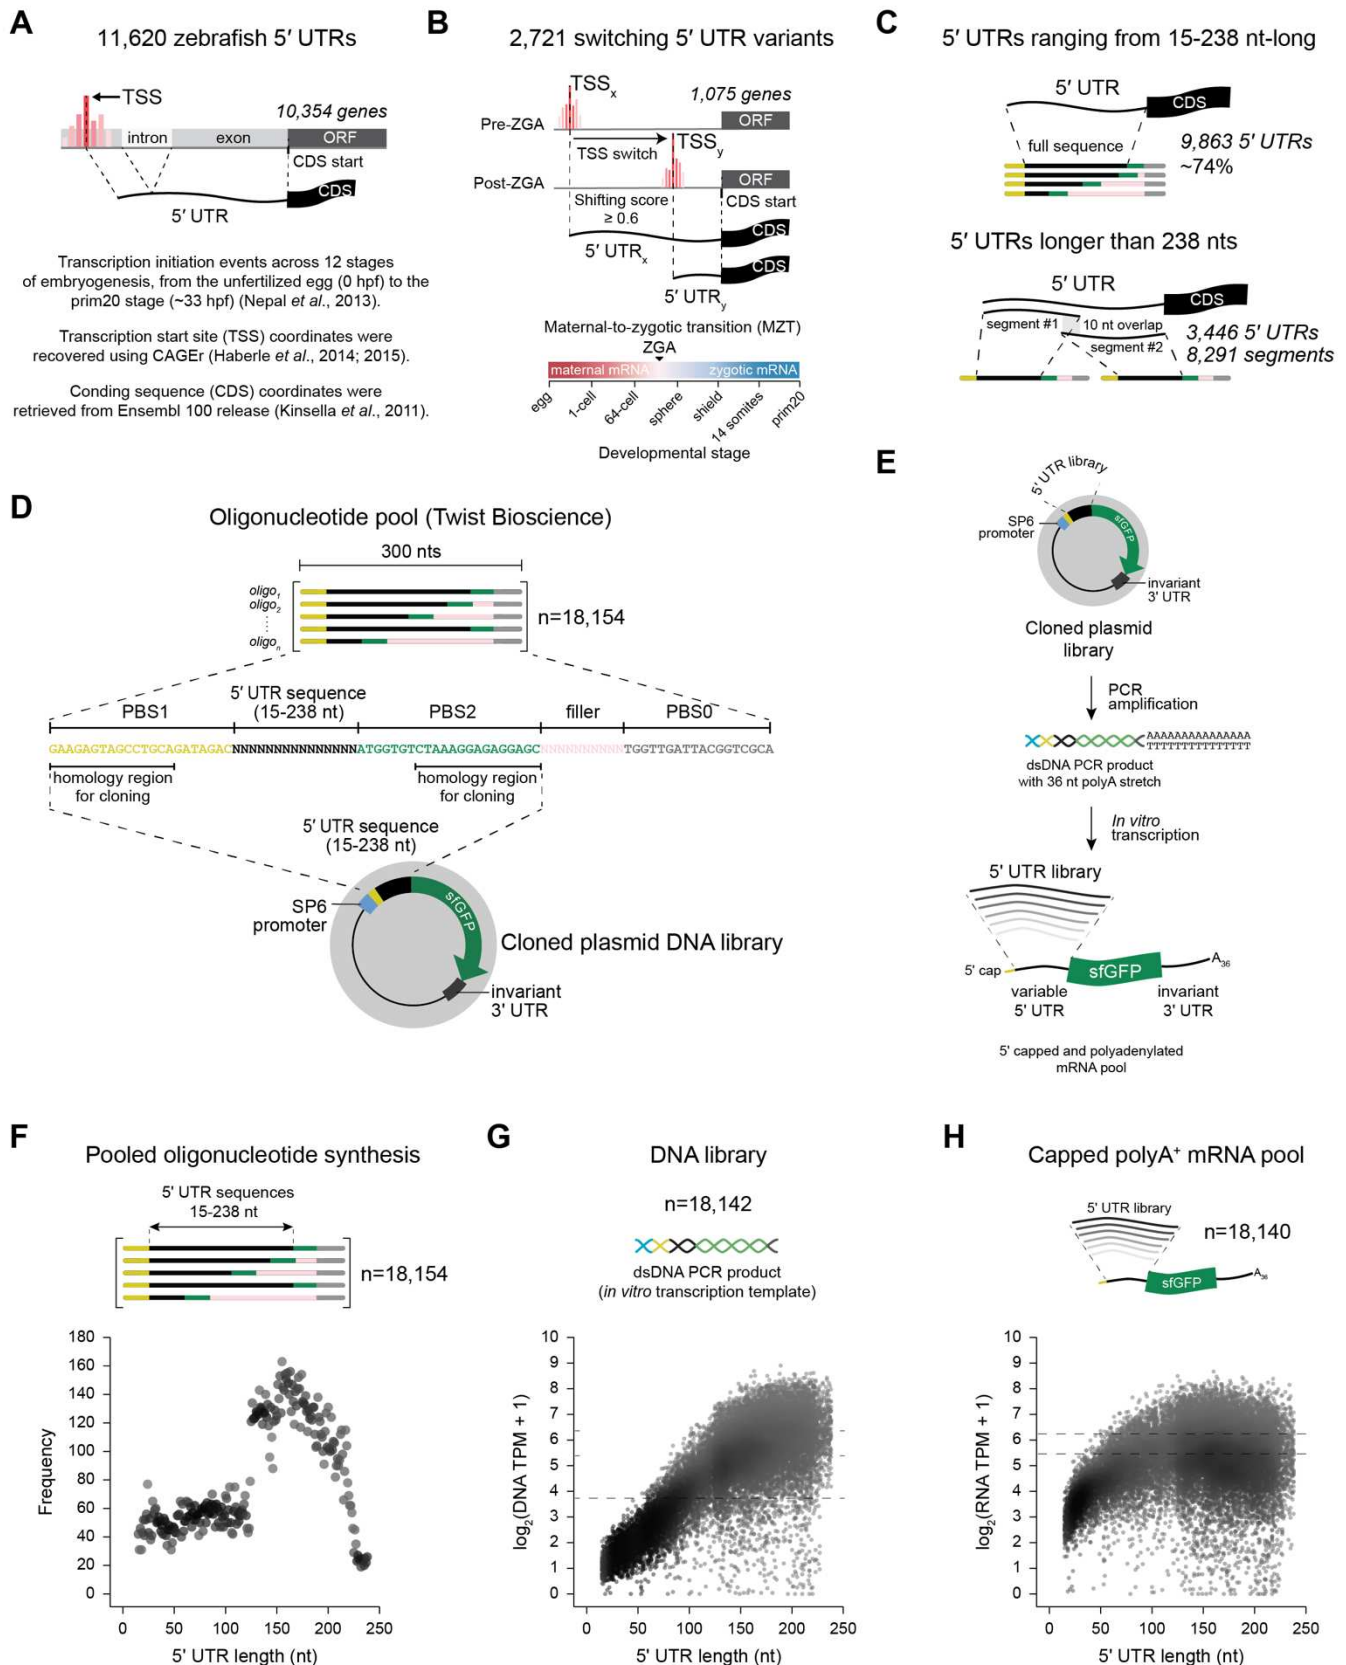 A
11,620 zebrafish 5′ UTRs
TSS
10,354 genes
intron
exon
ORF
CDS start
CDS
5′ UTR
Transcription initiation events across 12 stages
of embryogenesis, from the unfertilized egg (0 hpf) to the
prim20 stage (~33 hpf) (Nepal et al., 2013).
Transcription start site (TSS) coordinates were
recovered using CAGEr (Haberle et al., 2014; 2015).
Conding sequence (CDS) coordinates were
retrieved from Ensembl 100 release (Kinsella et al., 2011).
B
2,721 switching 5′ UTR variants
TSSx
1,075 genes
Pre-ZGA
ORF
TSS switch
TSSy
Post-ZGA
ORF
Shifting score
≥ 0.6
CDS start
CDS
5′ UTRx
CDS
5′ UTRy
Maternal-to-zygotic transition (MZT)
ZGA
maternal mRNA
zygotic mRNA
egg
1-cell
64-cell
sphere
shield
14 somites
prim20
Developmental stage
C
5′ UTRs ranging from 15-238 nt-long
5′ UTR
CDS
full sequence
9,863 5′ UTRs
~74%
5′ UTRs longer than 238 nts
5′ UTR
CDS
segment #1
10 nt overlap
segment #2
3,446 5′ UTRs
8,291 segments
D
Oligonucleotide pool (Twist Bioscience)
300 nts
oligo1
oligo2
oligon
n=18,154
PBS1
5′ UTR sequence
(15-238 nt)
PBS2
filler
PBS0
GAAGAGTAGCCTGCAGATAGACNNNNNNNNNNNNNNNATGGTGTCTAAAGGAGAGGAGCNNNNNNNNNNTGGTTGATTACGGTCGCA
homology region
for cloning
homology region
for cloning
5′ UTR sequence
(15-238 nt)
SP6
promoter
sfGFP
Cloned plasmid DNA library
invariant
3' UTR
E
5′ UTR library
SP6
promoter
sfGFP
invariant
3′ UTR
Cloned plasmid
library
PCR
amplification
AAAAAAAAAAAAAAA
TTTTTTTTTTTTTTT
dsDNA PCR product
with 36 nt polyA stretch
In vitro
transcription
5′ UTR library
5' cap
sfGFP
A36
variable
5′ UTR
invariant
3′ UTR
5' capped and polyadenylated
mRNA pool
F
Pooled oligonucleotide synthesis
5′ UTR sequences
15-238 nt
n=18,154
Frequency
180
160
140
120
100
80
60
40
20
0
0 50 100 150 200 250
5′ UTR length (nt)
G
DNA library
n=18,142
dsDNA PCR product
(in vitro transcription template)
log2(DNA TPM + 1)
10
9
8
7
6
5
4
3
2
1
0
0 50 100 150 200 250
5′ UTR length (nt)
H
Capped polyA+ mRNA pool
5′ UTR library
n=18,140
sfGFP
A36
log2(RNA TPM + 1)
10
9
8
7
6
5
4
3
2
1
0
0 50 100 150 200 250
5′ UTR length (nt)